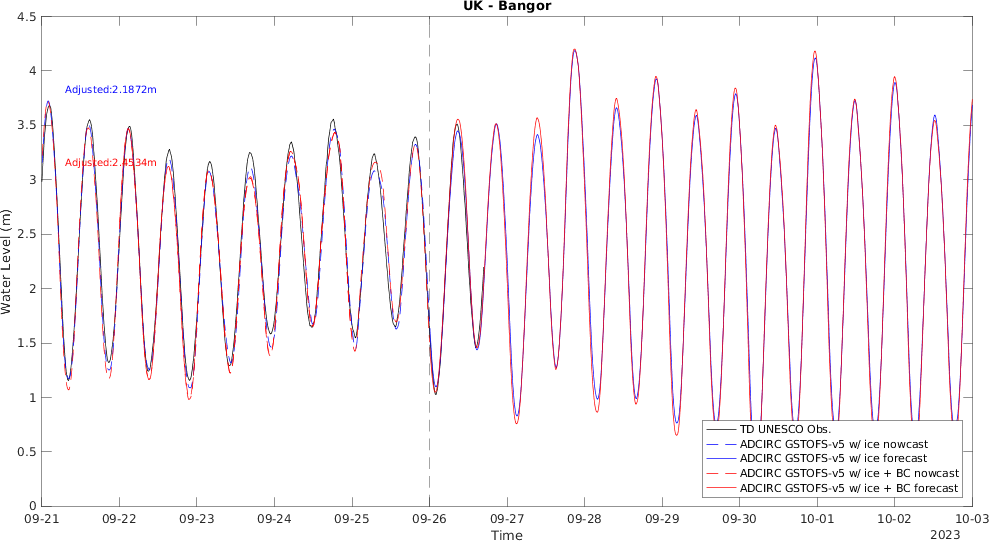 UK - Bangor
4.5
4
3.5
3
2.5
2
1.5
1
0.5
0
Water Level (m)
Adjusted:2.1872m
Adjusted:2.4534m
TD UNESCO Obs.
ADCIRC GSTOFS-v5 w/ ice nowcast
ADCIRC GSTOFS-v5 w/ ice forecast
ADCIRC GSTOFS-v5 w/ ice + BC nowcast
ADCIRC GSTOFS-v5 w/ ice + BC forecast
09-21 09-22 09-23 09-24 09-25 09-26 09-27 09-28 09-29 09-30 10-01 10-02 10-03
Time
2023